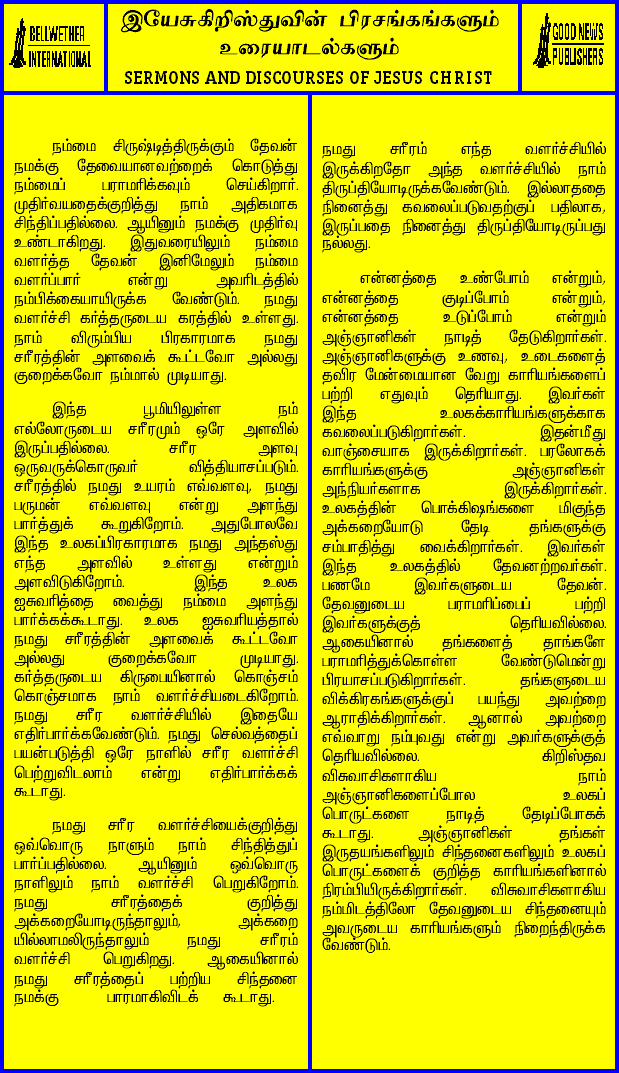 BELLWETHER
INTERNATIONAL
இயேசுகிறிஸ்துவின் பிரசங்கங்களும்
உரையாடல்களும்
SERMONS AND DISCOURSES OF JESUS CHRIST
GOOD NEWS
PUBLISHERS
நம்மை சிருஷ்டித்திருக்கும் தேவன்
நமக்கு தேவையானவற்றைக் கொடுத்து
நம்மைப் பராமரிக்கவும் செய்கிறார்.
முதிர்வயதைக்குறித்து நாம் அதிகமாக
சிந்திப்பதில்லை. ஆயினும் நமக்கு முதிர்வு
உண்டாகிறது. இதுவரையிலும் நம்மை
வளர்த்த தேவன் இனிமேலும் நம்மை
வளர்ப்பார் என்று அவரிடத்தில்
நம்பிக்கையாயிருக்க வேண்டும். நமது
வளர்ச்சி கர்த்தருடைய கரத்தில் உள்ளது.
நாம் விரும்பிய பிரகாரமாக நமது
சரீரத்தின் அளவைக் கூட்டவோ அல்லது
குறைக்கவோ நம்மால் முடியாது.
இந்த பூமியிலுள்ள நம்
எல்லோருடைய சரீரமும் ஒரே அளவில்
இருப்பதில்லை. சரீர அளவு
ஒருவருக்கொருவர் வித்தியாசப்படும்.
சரீரத்தில் நமது உயரம் எவ்வளவு, நமது
பருமன் எவ்வளவு என்று அளந்து
பார்த்துக் கூறுகிறோம். அதுபோலவே
இந்த உலகப்பிரகாரமாக நமது அந்தஸ்து
எந்த அளவில் உள்ளது என்றும்
அளவிடுகிறோம். இந்த உலக
ஐசுவரித்தை வைத்து நம்மை அளந்து
பார்க்கக்கூடாது. உலக ஐசுவரியத்தால்
நமது சரீரத்தின் அளவைக் கூட்டவோ
அல்லது குறைக்கவோ முடியாது.
கர்த்தருடைய கிருபையினால் கொஞ்சம்
கொஞ்சமாக நாம் வளர்ச்சியடைகிறோம்.
நமது சரீர வளர்ச்சியில் இதையே
எதிர்பார்க்கவேண்டும். நமது செல்வத்தைப்
பயன்படுத்தி ஒரே நாளில் சரீர வளர்ச்சி
பெற்றுவிடலாம் என்று எதிர்பார்க்கக்
கூடாது.
நமது சரீர வளர்ச்சியைக்குறித்து
ஒவ்வொரு நாளும் நாம் சிந்தித்துப்
பார்ப்பதில்லை. ஆயினும் ஒவ்வொரு
நாளிலும் நாம் வளர்ச்சி பெறுகிறோம்.
நமது சரீரத்தைக் குறித்து
அக்கறையோடிருந்தாலும், அக்கறை
யில்லாமலிருந்தாலும் நமது சரீரம்
வளர்ச்சி பெறுகிறது. ஆகையினால்
நமது சரீரத்தைப் பற்றிய சிந்தனை
நமக்கு பாரமாகிவிடக் கூடாது.
நமது சரீரம் எந்த வளர்ச்சியில்
இருக்கிறதோ அந்த வளர்ச்சியில் நாம்
திருப்தியோடிருக்கவேண்டும். இல்லாததை
நினைத்து கவலைப்படுவதற்குப் பதிலாக,
இருப்பதை நினைத்து திருப்தியோடிருப்பது
நல்லது.
என்னத்தை உண்போம் என்றும்,
என்னத்தை குடிப்போம் என்றும்,
என்னத்தை உடுப்போம் என்றும்
அஞ்ஞானிகள் நாடித் தேடுகிறார்கள்.
அஞ்ஞானிகளுக்கு உணவு, உடைகளைத்
தவிர மேன்மையான வேறு காரியங்களைப்
பற்றி எதுவும் தெரியாது. இவர்கள்
இந்த உலகக்காரியங்களுக்காக
கவலைப்படுகிறார்கள். இதன்மீது
வாஞ்சையாக இருக்கிறார்கள். பரலோகக்
காரியங்களுக்கு அஞ்ஞானிகள்
அந்நியர்களாக இருக்கிறார்கள்.
உலகத்தின் பொக்கிஷங்களை மிகுந்த
அக்கறையோடு தேடி தங்களுக்கு
சம்பாதித்து வைக்கிறார்கள். இவர்கள்
இந்த உலகத்தில் தேவனற்றவர்கள்.
பணமே இவர்களுடைய தேவன்.
தேவனுடைய பராமரிப்பைப் பற்றி
இவர்களுக்குத் தெரியவில்லை.
ஆகையினால் தங்களைத் தாங்களே
பராமரித்துக்கொள்ள வேண்டுமென்று
பிரயாசப்படுகிறார்கள். தங்களுடைய
விக்கிரகங்களுக்குப் பயந்து அவற்றை
ஆராதிக்கிறார்கள். ஆனால் அவற்றை
எவ்வாறு நம்புவது என்று அவர்களுக்குத்
தெரியவில்லை. கிறிஸ்தவ
விசுவாசிகளாகிய நாம்
அஞ்ஞானிகளைப்போல உலகப்
பொருட்களை நாடித் தேடிப்போகக்
கூடாது. அஞ்ஞானிகள் தங்கள்
இருதயங்களிலும் சிந்தனைகளிலும் உலகப்
பொருட்களைக் குறித்த காரியங்களினால்
நிரம்பியிருக்கிறார்கள். விசுவாசிகளாகிய
நம்மிடத்திலோ தேவனுடைய சிந்தனையும்
அவருடைய காரியங்களும் நிறைந்திருக்க
வேண்டும்.